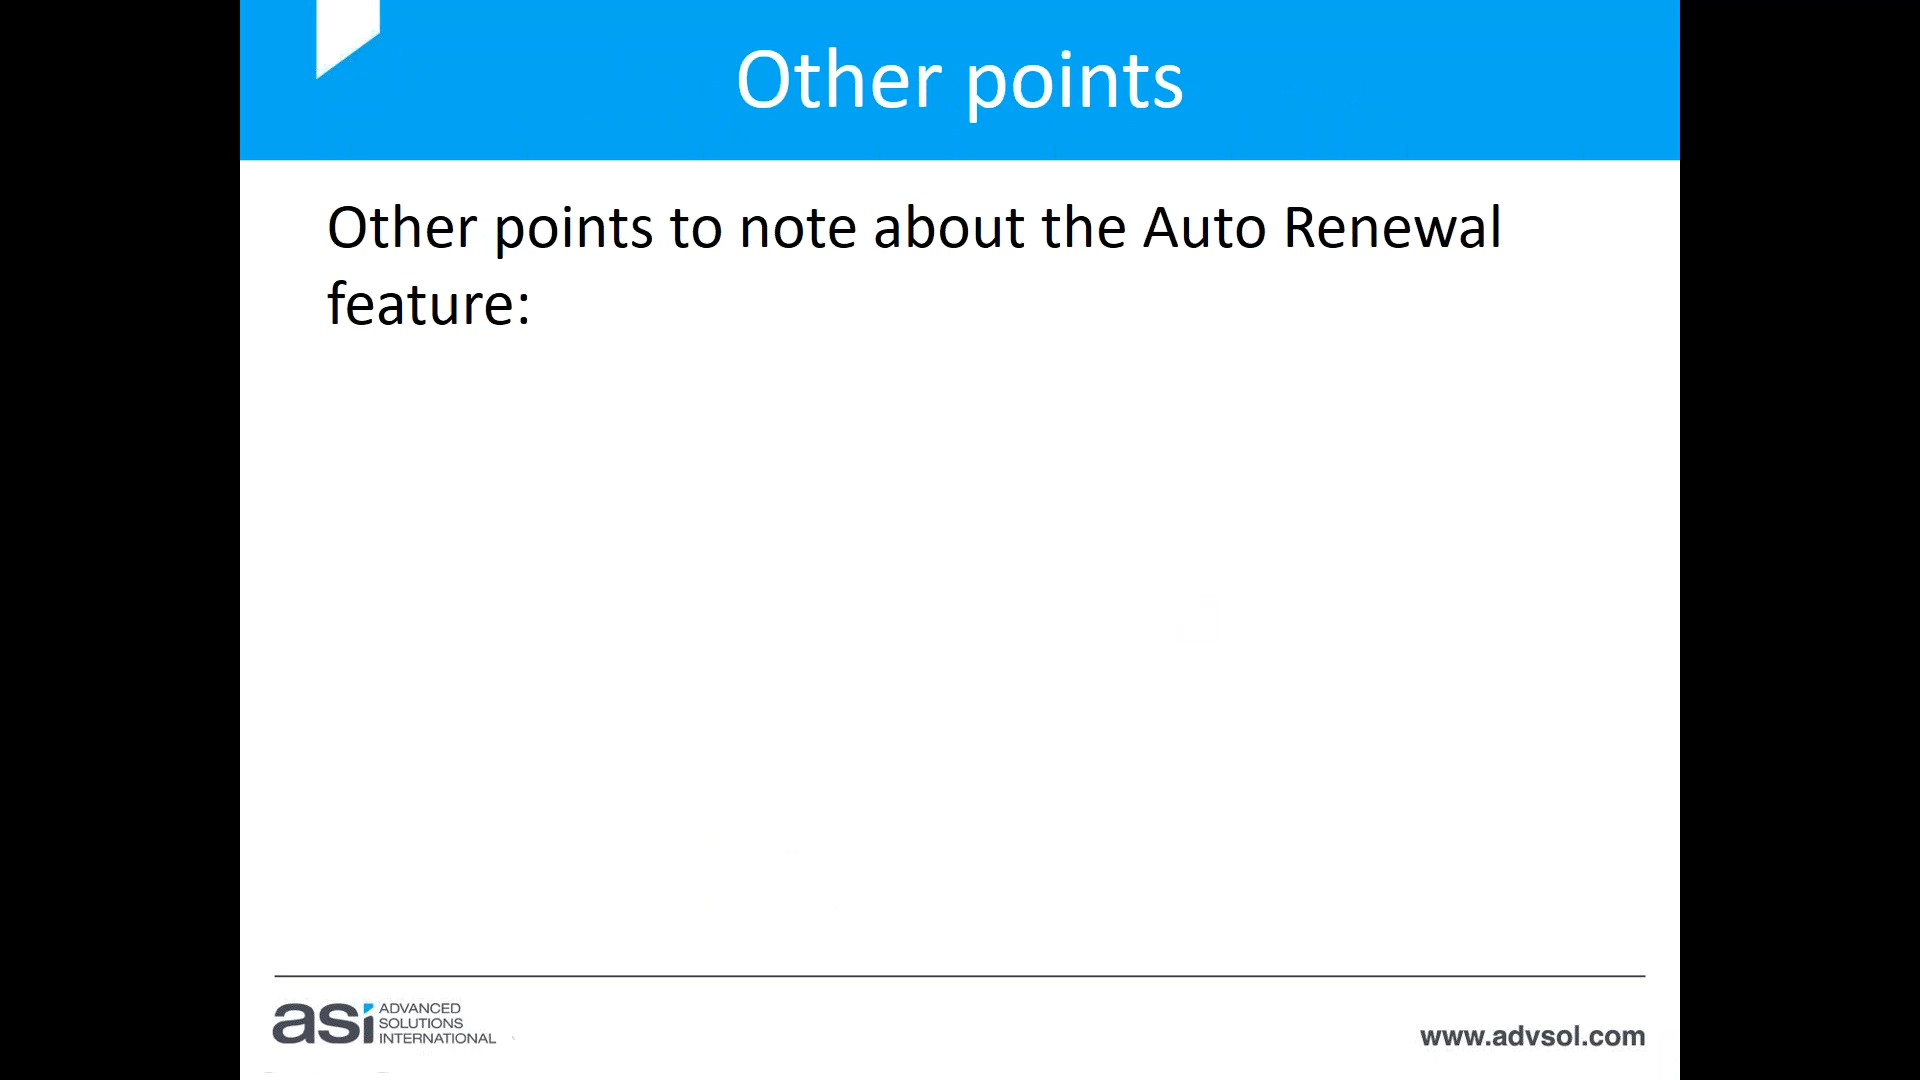 Other points
Other points to note about the Auto Renewal
feature:
asi
ADVANCED
SOLUTIONS
INTERNATIONAL
www.advsol.com